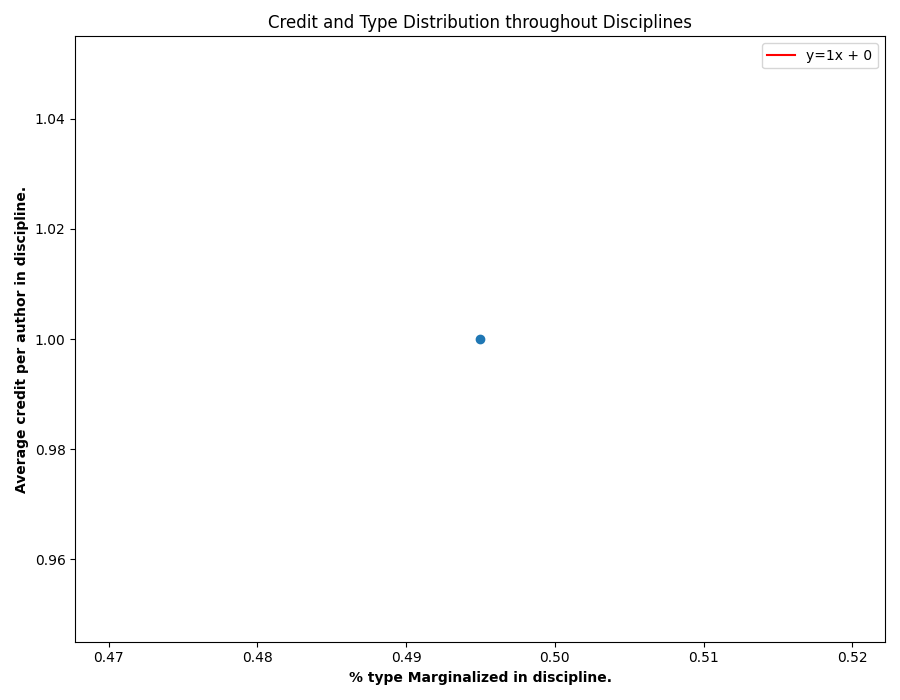 Credit and Type Distribution throughout Disciplines
y=1x + 0
1.04
1.02
1.00
0.98
0.96
Average credit per author in discipline.
0.47 0.48 0.49 0.50 0.51 0.52
% type Marginalized in discipline.